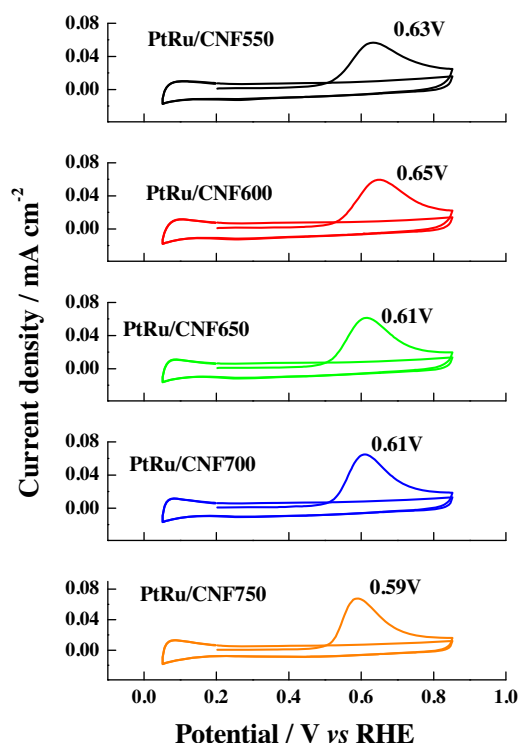 0.08
PtRu/CNF550
0.63V
0.04
0.00
0.08
PtRu/CNF600
0.65V
0.04
0.00
0.08
PtRu/CNF650
0.61V
0.04
0.00
0.08
PtRu/CNF700
0.61V
0.04
0.00
0.08
PtRu/CNF750
0.59V
0.04
0.00
0.0 0.2 0.4 0.6 0.8 1.0
Potential / V vs RHE
Current density / mA cm⁻²